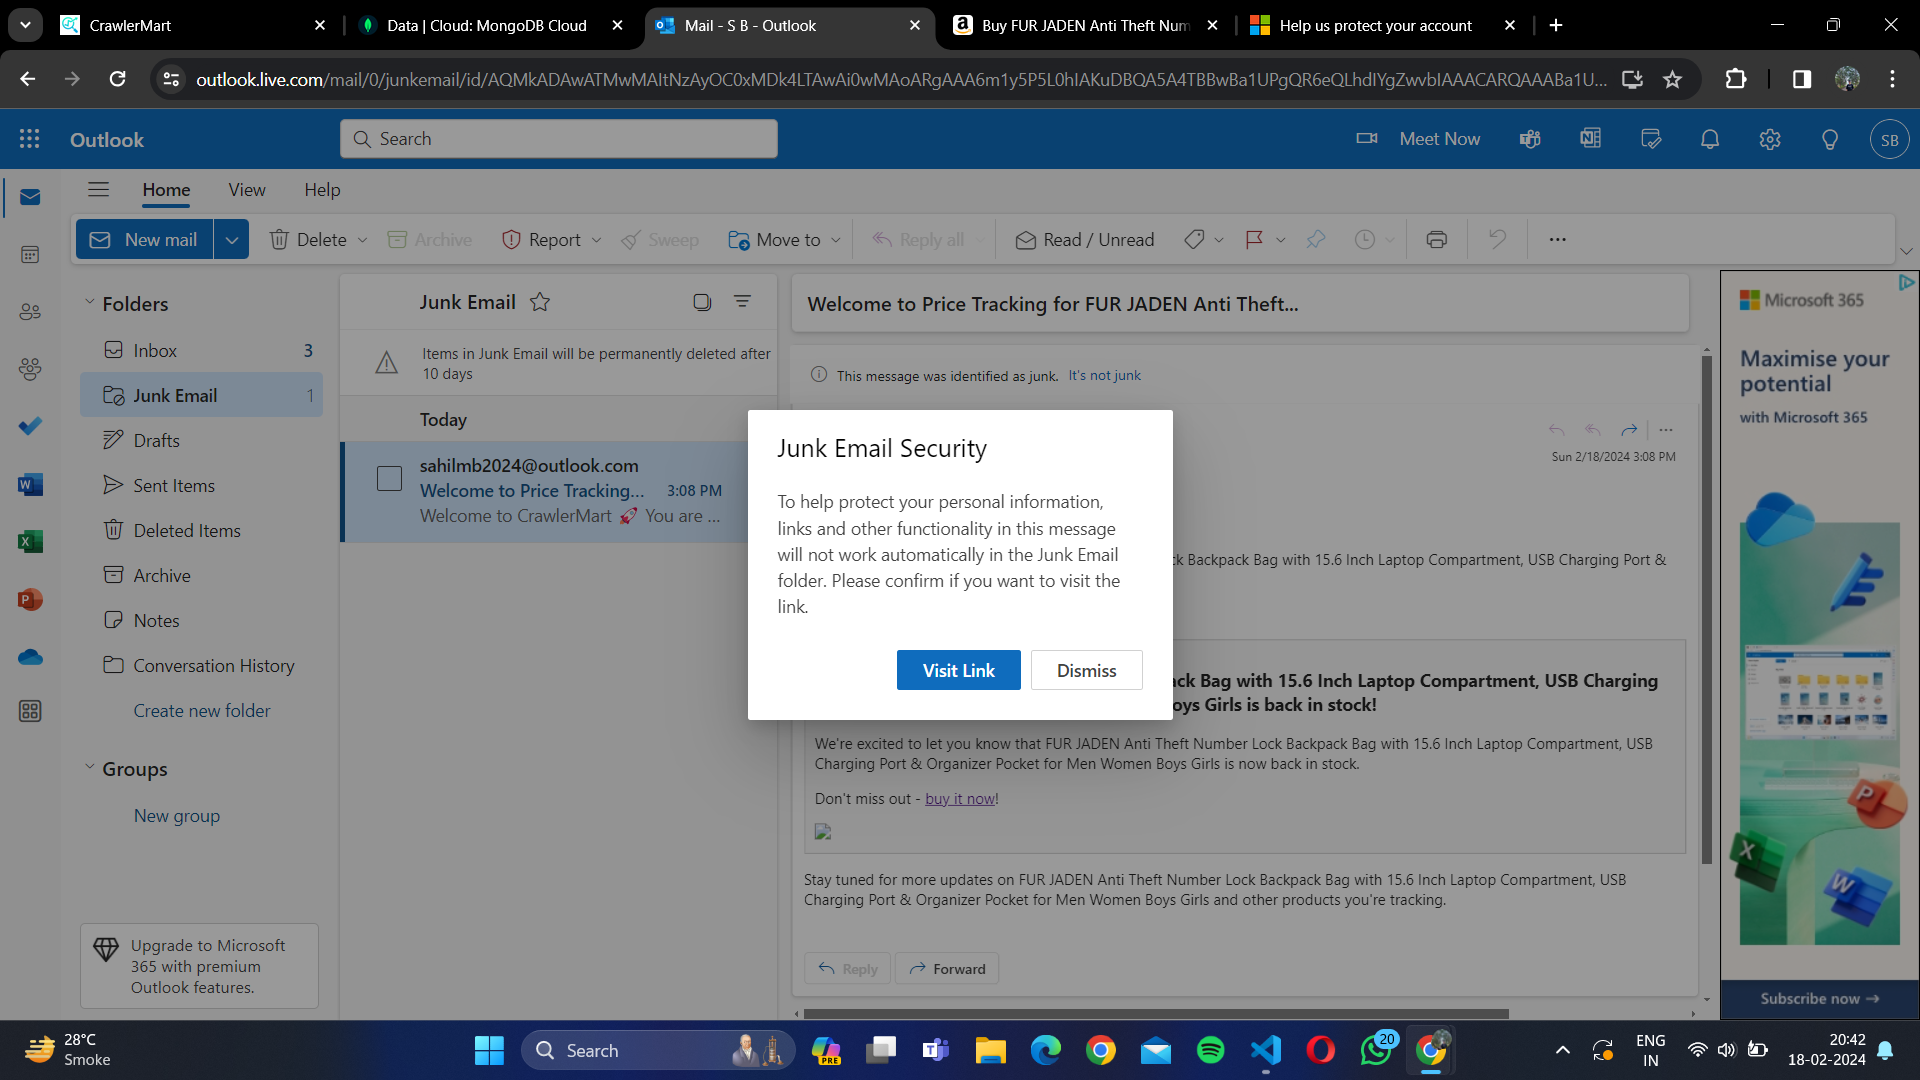 CrawlerMart
Data | Cloud: MongoDB Cloud
Mail - S B - Outlook
Buy FUR JADEN Anti Theft Num
Help us protect your account
outlook.live.com/mail/0/junkemail/id/AQMkADAwATMwMAItNzAyOC0xMDk4LTAwAi0wMAoARgAAA6m1y5P5L0hIAKuDBQA5A4TBBwBa1UPgQR6eQLhdIYgZwvbIAAACARQAAABa1U...
Outlook
Search
Meet Now
SB
Home
View
Help
New mail
Delete
Archive
Report
Sweep
Move to
Reply all
Read / Unread
Folders
Inbox 3
Junk Email 1
Drafts
Sent Items
Deleted Items
Archive
Notes
Conversation History
Create new folder
Groups
New group
Upgrade to Microsoft
365 with premium
Outlook features.
Junk Email
Items in Junk Email will be permanently deleted after
10 days
Today
sahilmb2024@outlook.com
Welcome to Price Tracking... 3:08 PM
Welcome to CrawlerMart 🚀 You are ...
Welcome to Price Tracking for FUR JADEN Anti Theft...
This message was identified as junk. It's not junk
Sun 2/18/2024 3:08 PM
Junk Email Security
To help protect your personal information,
links and other functionality in this message
will not work automatically in the Junk Email
folder. Please confirm if you want to visit the
link.
Visit Link
Dismiss
ck Backpack Bag with 15.6 Inch Laptop Compartment, USB Charging Port &
ack Bag with 15.6 Inch Laptop Compartment, USB Charging
oys Girls is back in stock!
We're excited to let you know that FUR JADEN Anti Theft Number Lock Backpack Bag with 15.6 Inch Laptop Compartment, USB
Charging Port & Organizer Pocket for Men Women Boys Girls is now back in stock.
Don't miss out - buy it now!
Stay tuned for more updates on FUR JADEN Anti Theft Number Lock Backpack Bag with 15.6 Inch Laptop Compartment, USB
Charging Port & Organizer Pocket for Men Women Boys Girls and other products you're tracking.
Reply
Forward
Microsoft 365
Maximise your
potential
with Microsoft 365
Subscribe now →
28°C
Smoke
Search
PRE
20
ENG
IN
20:42
18-02-2024